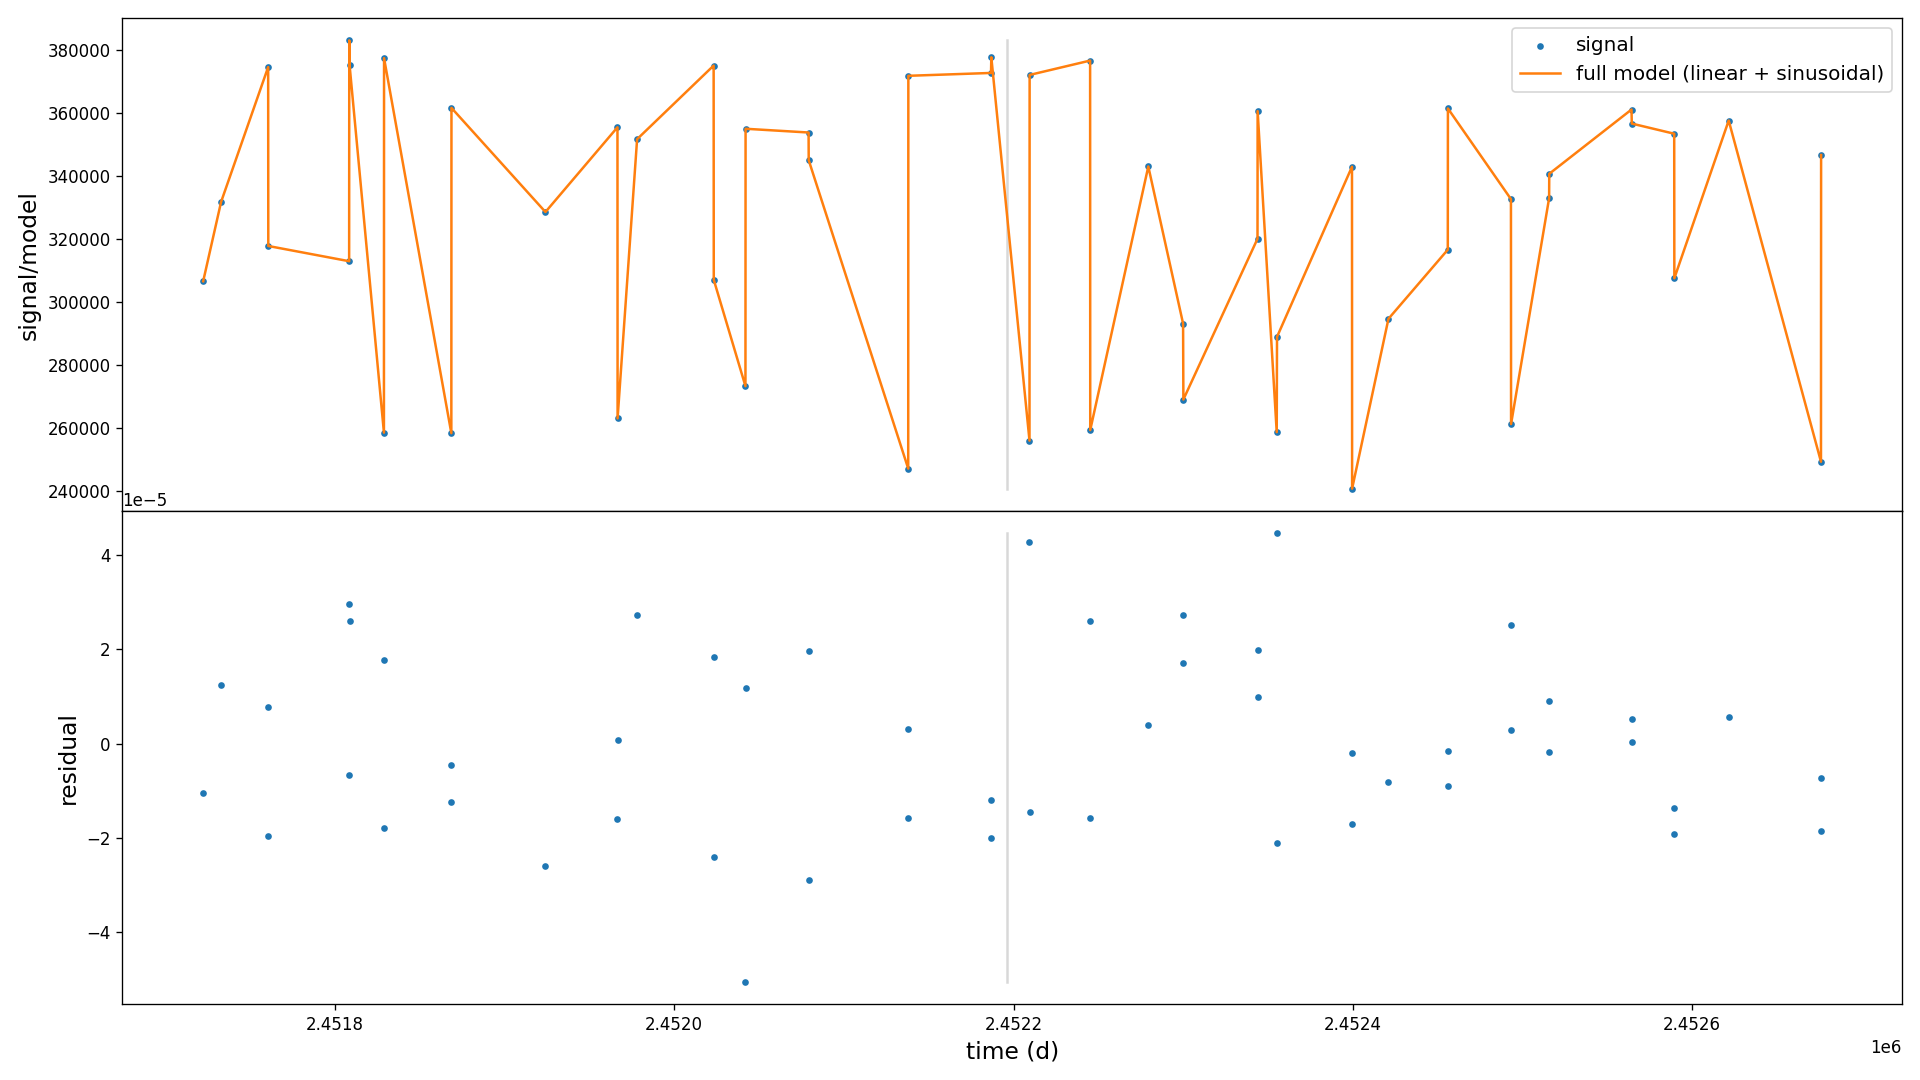 signal
full model (linear + sinusoidal)
380000
360000
340000
320000
300000
280000
260000
240000
signal/model
1e−5
4
2
0
−2
−4
residual
2.4518
2.4520
2.4522
2.4524
2.4526
time (d)
1e6